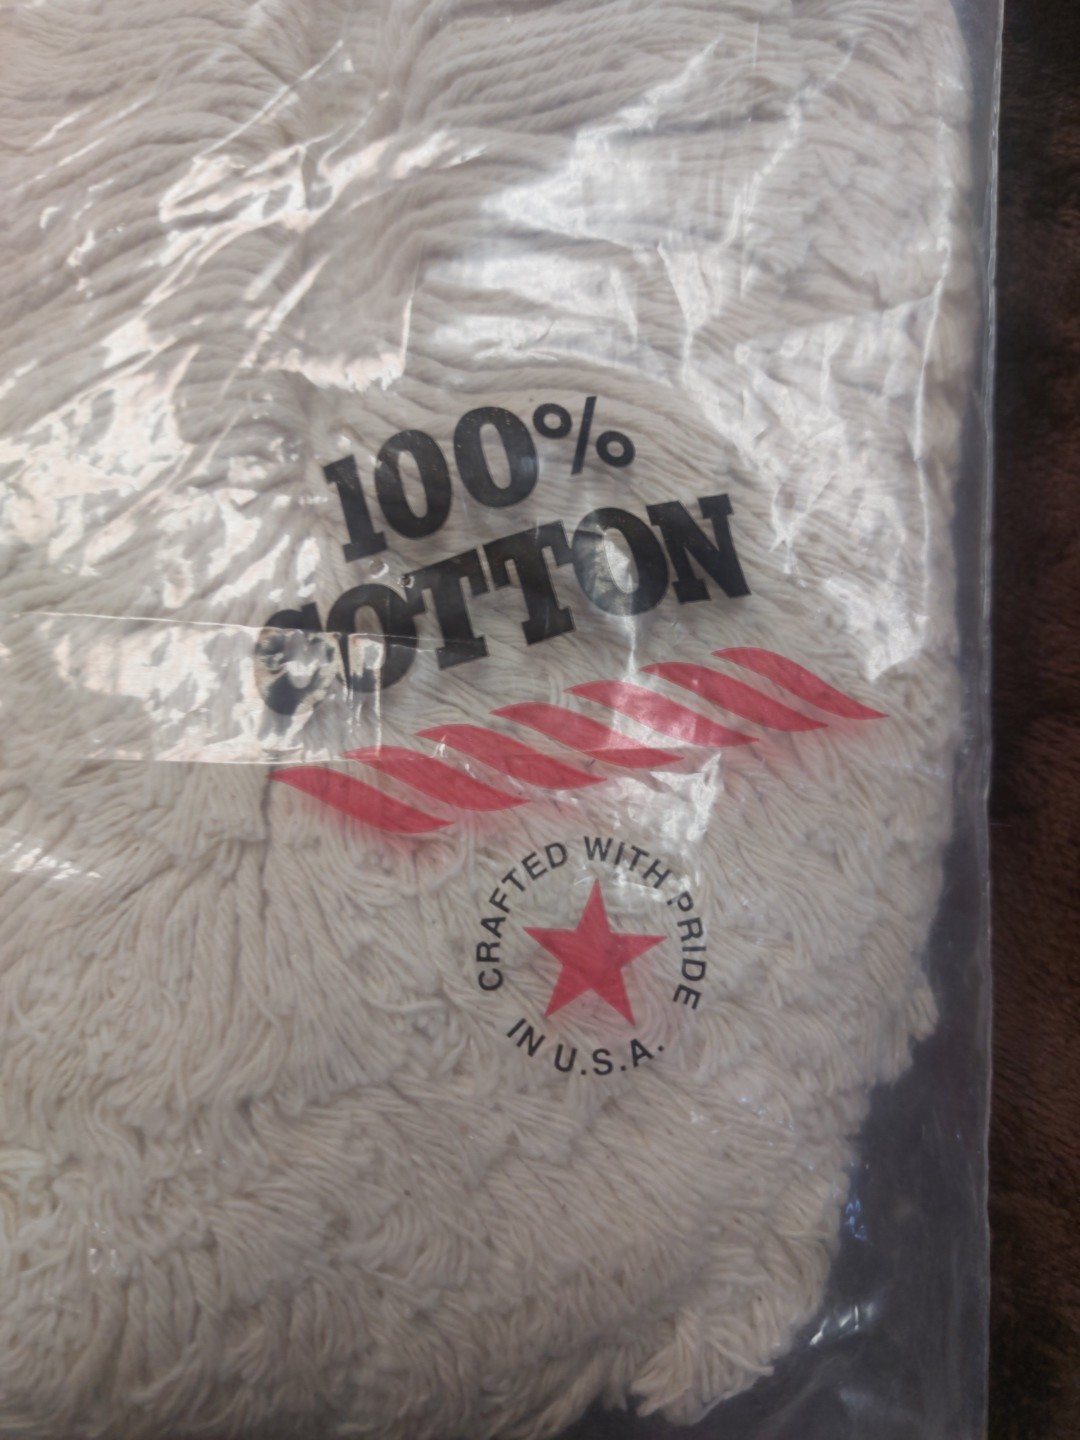 100%
COTTON
CRAFTED WITH PRIDE
IN U.S.A.